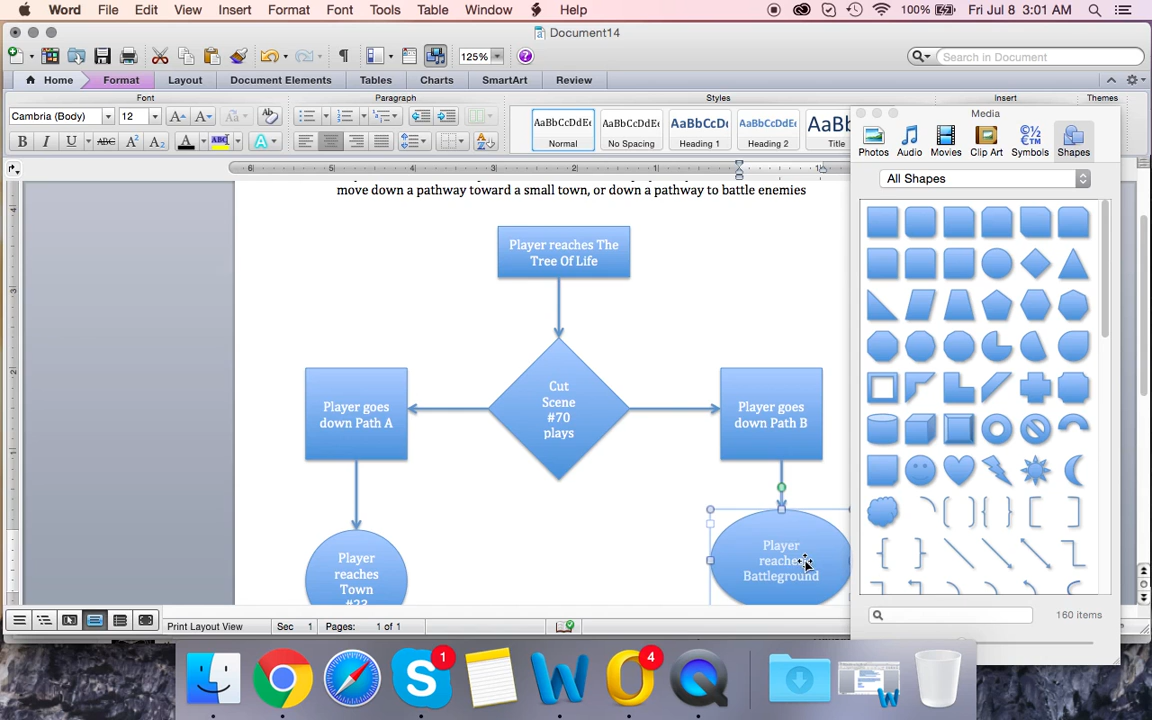 Word File Edit View Insert Format Font Tools Table Window Help 100% Fri Jul 8 3:01 AM
Document14
125% Search in Document
Home Format Layout Document Elements Tables Charts SmartArt Review
Font Paragraph Styles Insert Themes
Cambria (Body) 12
AaBbCcDdEe AaBbCcDdEe AaBbCcDc AaBbCcDdEe AaBb
Normal No Spacing Heading 1 Heading 2 Title
Media
Photos Audio Movies Clip Art Symbols Shapes
All Shapes
move down a pathway toward a small town, or down a pathway to battle enemies
Player reaches The
Tree Of Life
Cut
Scene
#70
plays
Player goes
down Path A
Player goes
down Path B
Player
reaches
Town
#23
Player
reaches
Battleground
160 items
Print Layout View Sec 1 Pages: 1 of 1
1
4